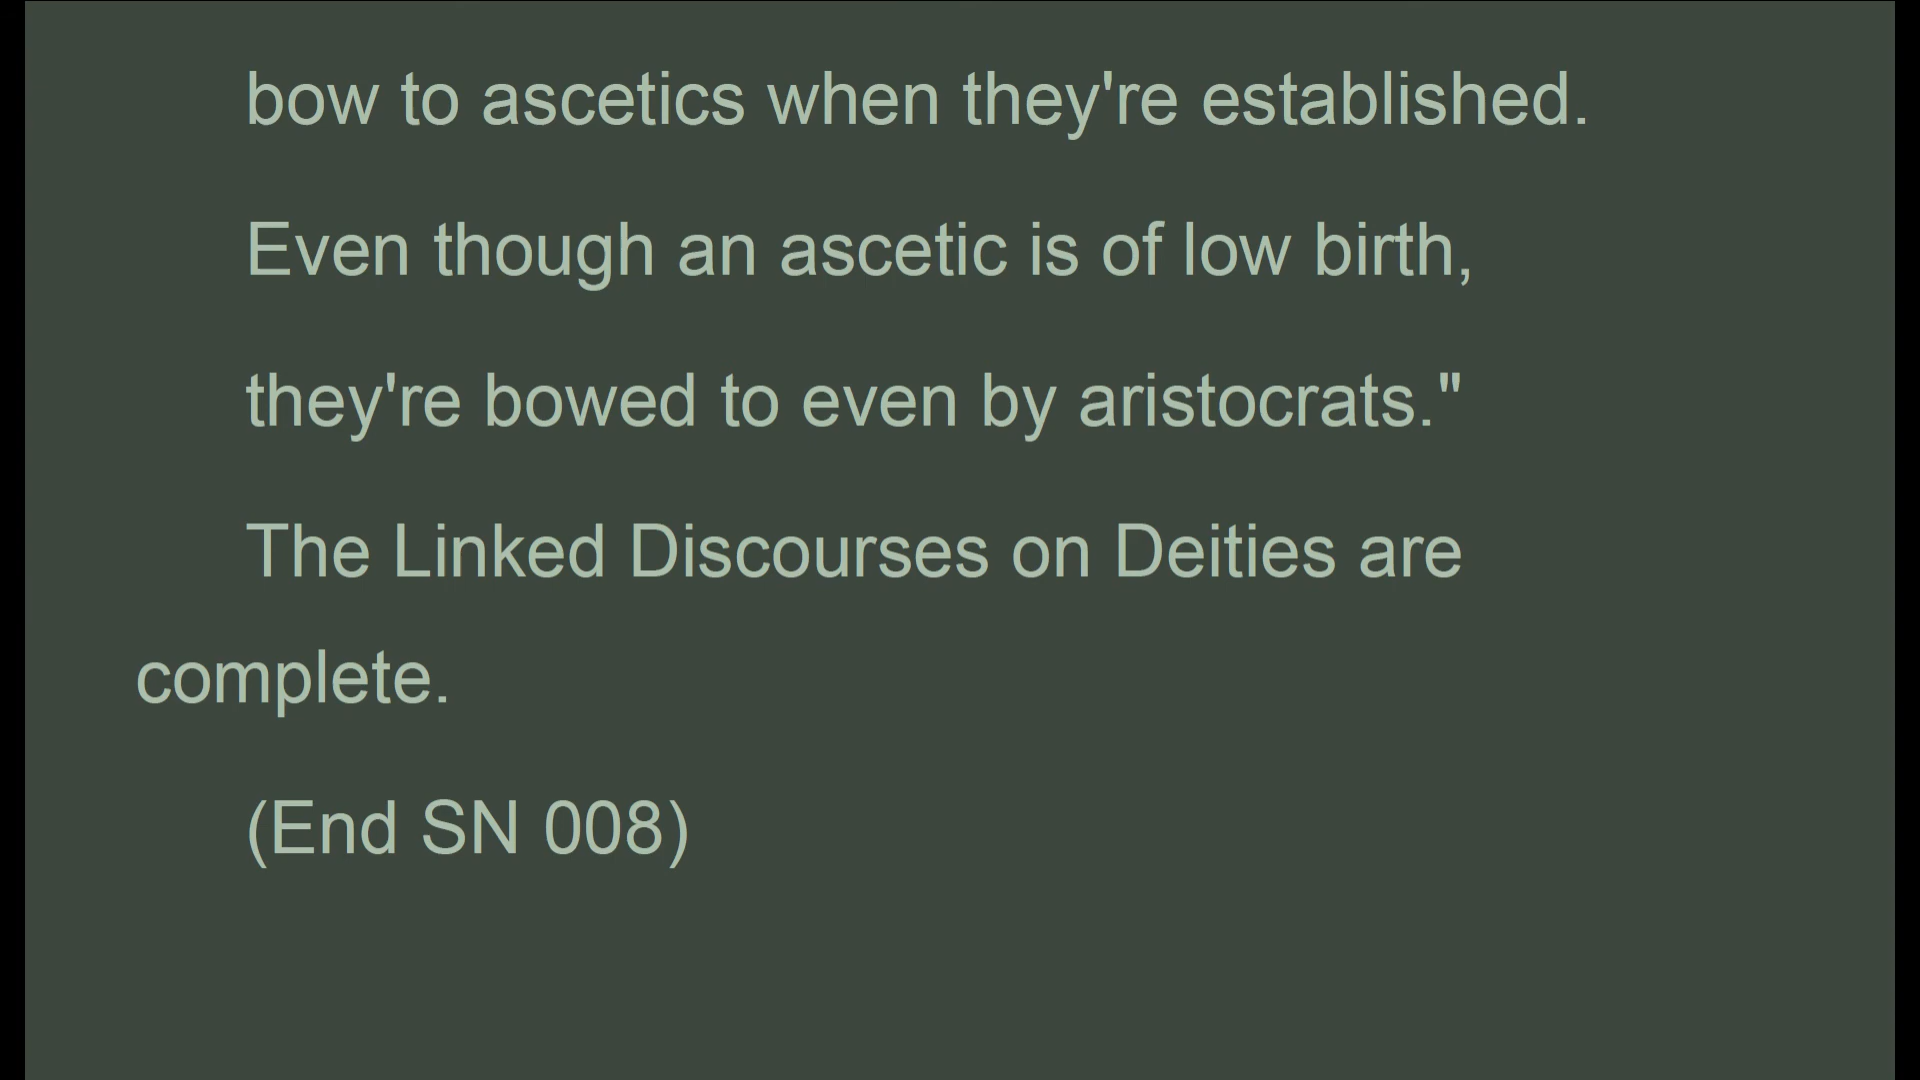 bow to ascetics when they're established.
Even though an ascetic is of low birth,
they're bowed to even by aristocrats."
The Linked Discourses on Deities are
complete.
(End SN 008)